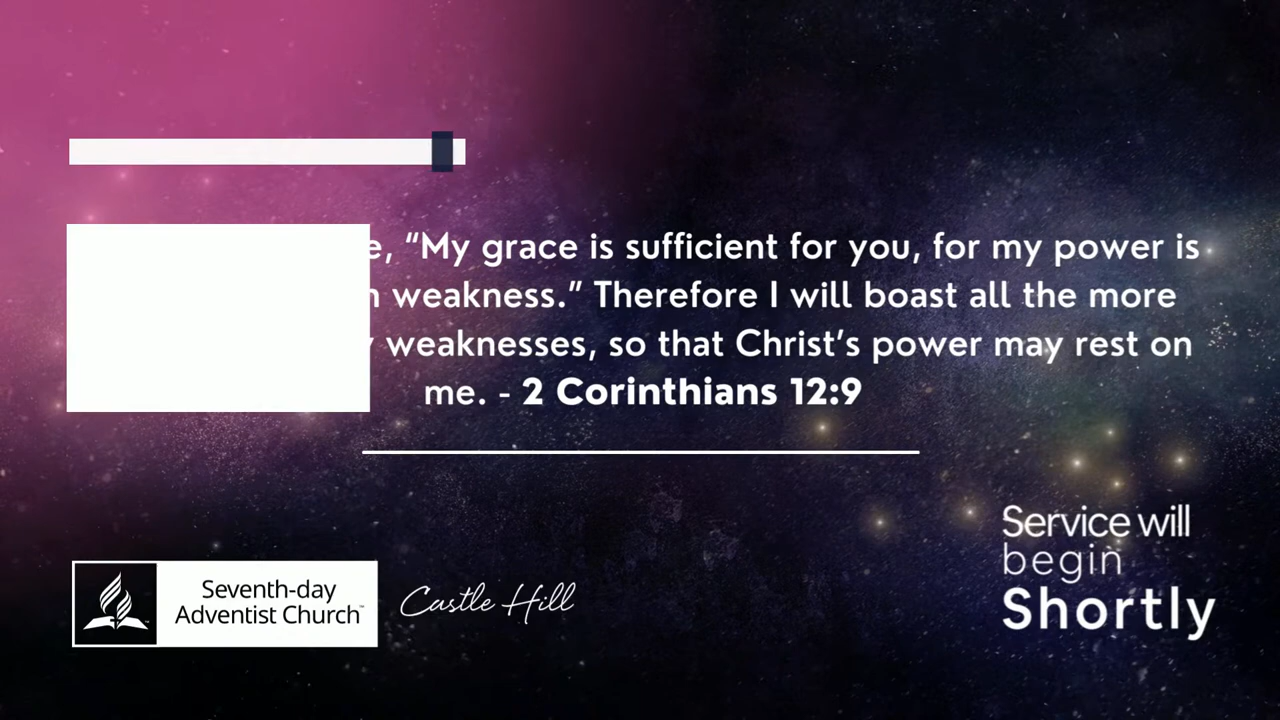 “My grace is sufficient for you, for my power is
weakness.” Therefore I will boast all the more
weaknesses, so that Christ’s power may rest on
me. - 2 Corinthians 12:9
Seventh-day
Adventist Church™
Castle Hill
Service will
begin
Shortly